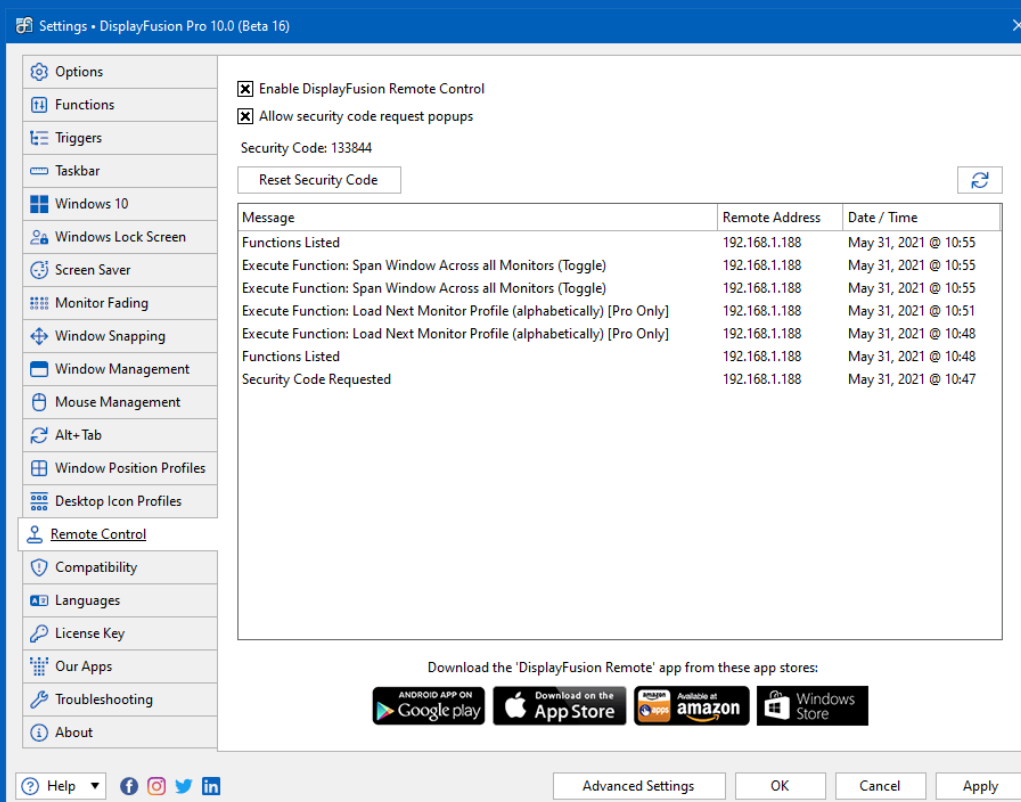 Settings • DisplayFusion Pro 10.0 (Beta 16)
Options
Functions
Triggers
Taskbar
Windows 10
Windows Lock Screen
Screen Saver
Monitor Fading
Window Snapping
Window Management
Mouse Management
Alt+Tab
Window Position Profiles
Desktop Icon Profiles
Remote Control
Compatibility
Languages
License Key
Our Apps
Troubleshooting
About
Enable DisplayFusion Remote Control
Allow security code request popups
Security Code: 133844
Reset Security Code
Message Remote Address Date / Time
Functions Listed 192.168.1.188 May 31, 2021 @ 10:55
Execute Function: Span Window Across all Monitors (Toggle) 192.168.1.188 May 31, 2021 @ 10:55
Execute Function: Span Window Across all Monitors (Toggle) 192.168.1.188 May 31, 2021 @ 10:55
Execute Function: Load Next Monitor Profile (alphabetically) [Pro Only] 192.168.1.188 May 31, 2021 @ 10:51
Execute Function: Load Next Monitor Profile (alphabetically) [Pro Only] 192.168.1.188 May 31, 2021 @ 10:48
Functions Listed 192.168.1.188 May 31, 2021 @ 10:48
Security Code Requested 192.168.1.188 May 31, 2021 @ 10:47
Download the 'DisplayFusion Remote' app from these app stores:
ANDROID APP ON
Google play
Download on the
App Store
amazon
apps
Available at
amazon
Windows
Store
Help
Advanced Settings
OK
Cancel
Apply